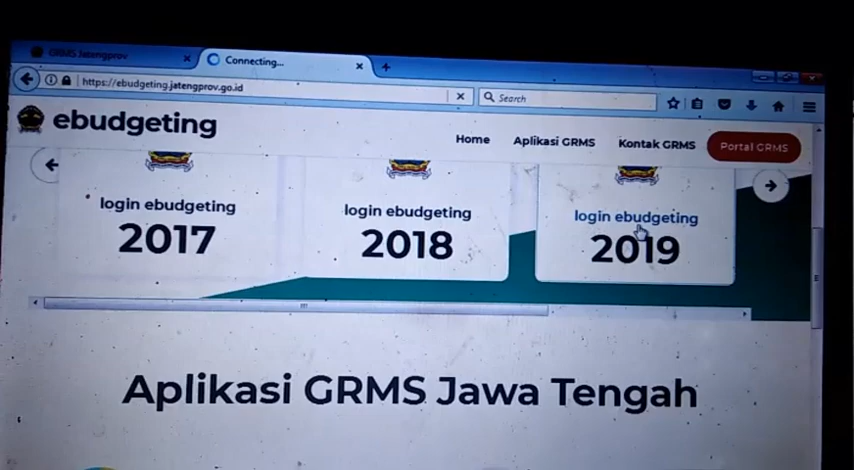 GRMS Jatengprov
Connecting...
https://ebudgeting.jatengprov.go.id
Search
ebudgeting
Home
Aplikasi GRMS
Kontak GRMS
Portal GRMS
login ebudgeting
2017
login ebudgeting
2018
login ebudgeting
2019
Aplikasi GRMS Jawa Tengah